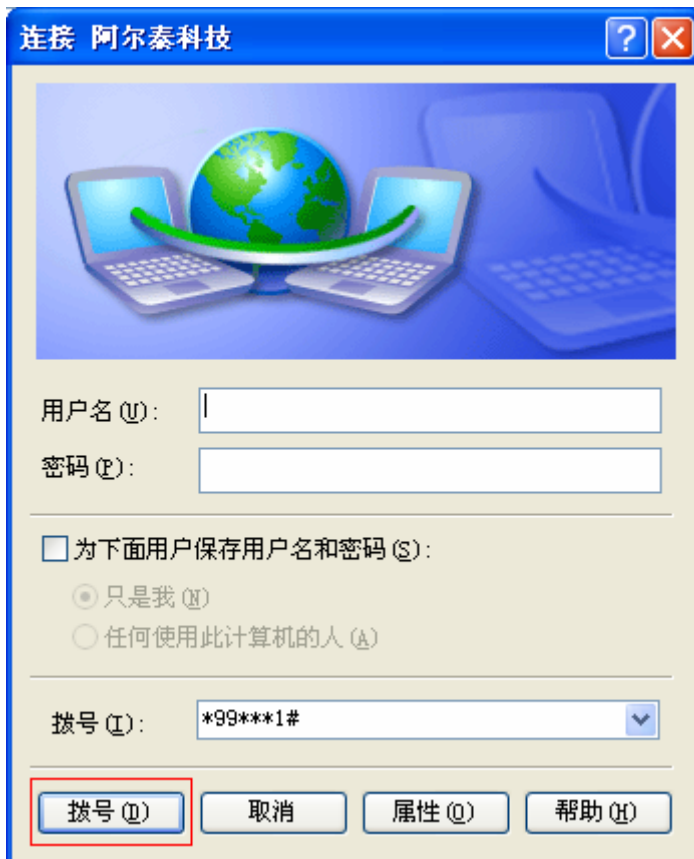 连接 阿尔泰科技
用户名(U):
密码(P):
为下面用户保存用户名和密码(S):
只是我(N)
任何使用此计算机的人(A)
拨号(I): *99***1#
拨号(D) 取消 属性(O) 帮助(H)